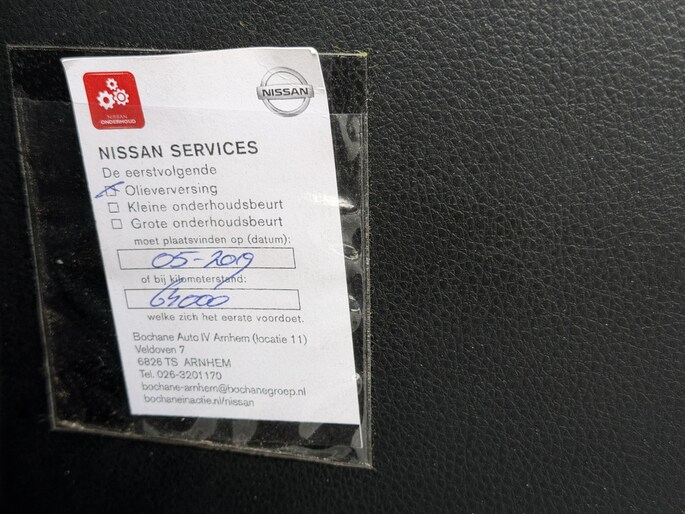 NISSAN
ONDERHOUD
NISSAN
NISSAN SERVICES
De eerstvolgende
Olieverversing
Kleine onderhoudsbeurt
Grote onderhoudsbeurt
moet plaatsvinden op (datum):
05-2019
of bij kilometerstand:
64000
welke zich het eerste voordoet.
Bochane Auto IV Arnhem (locatie 11)
Veldoven 7
6826 TS ARNHEM
Tel. 026-3201170
bochane-arnhem@bochanegroep.nl
bochaneinactie.nl/nissan